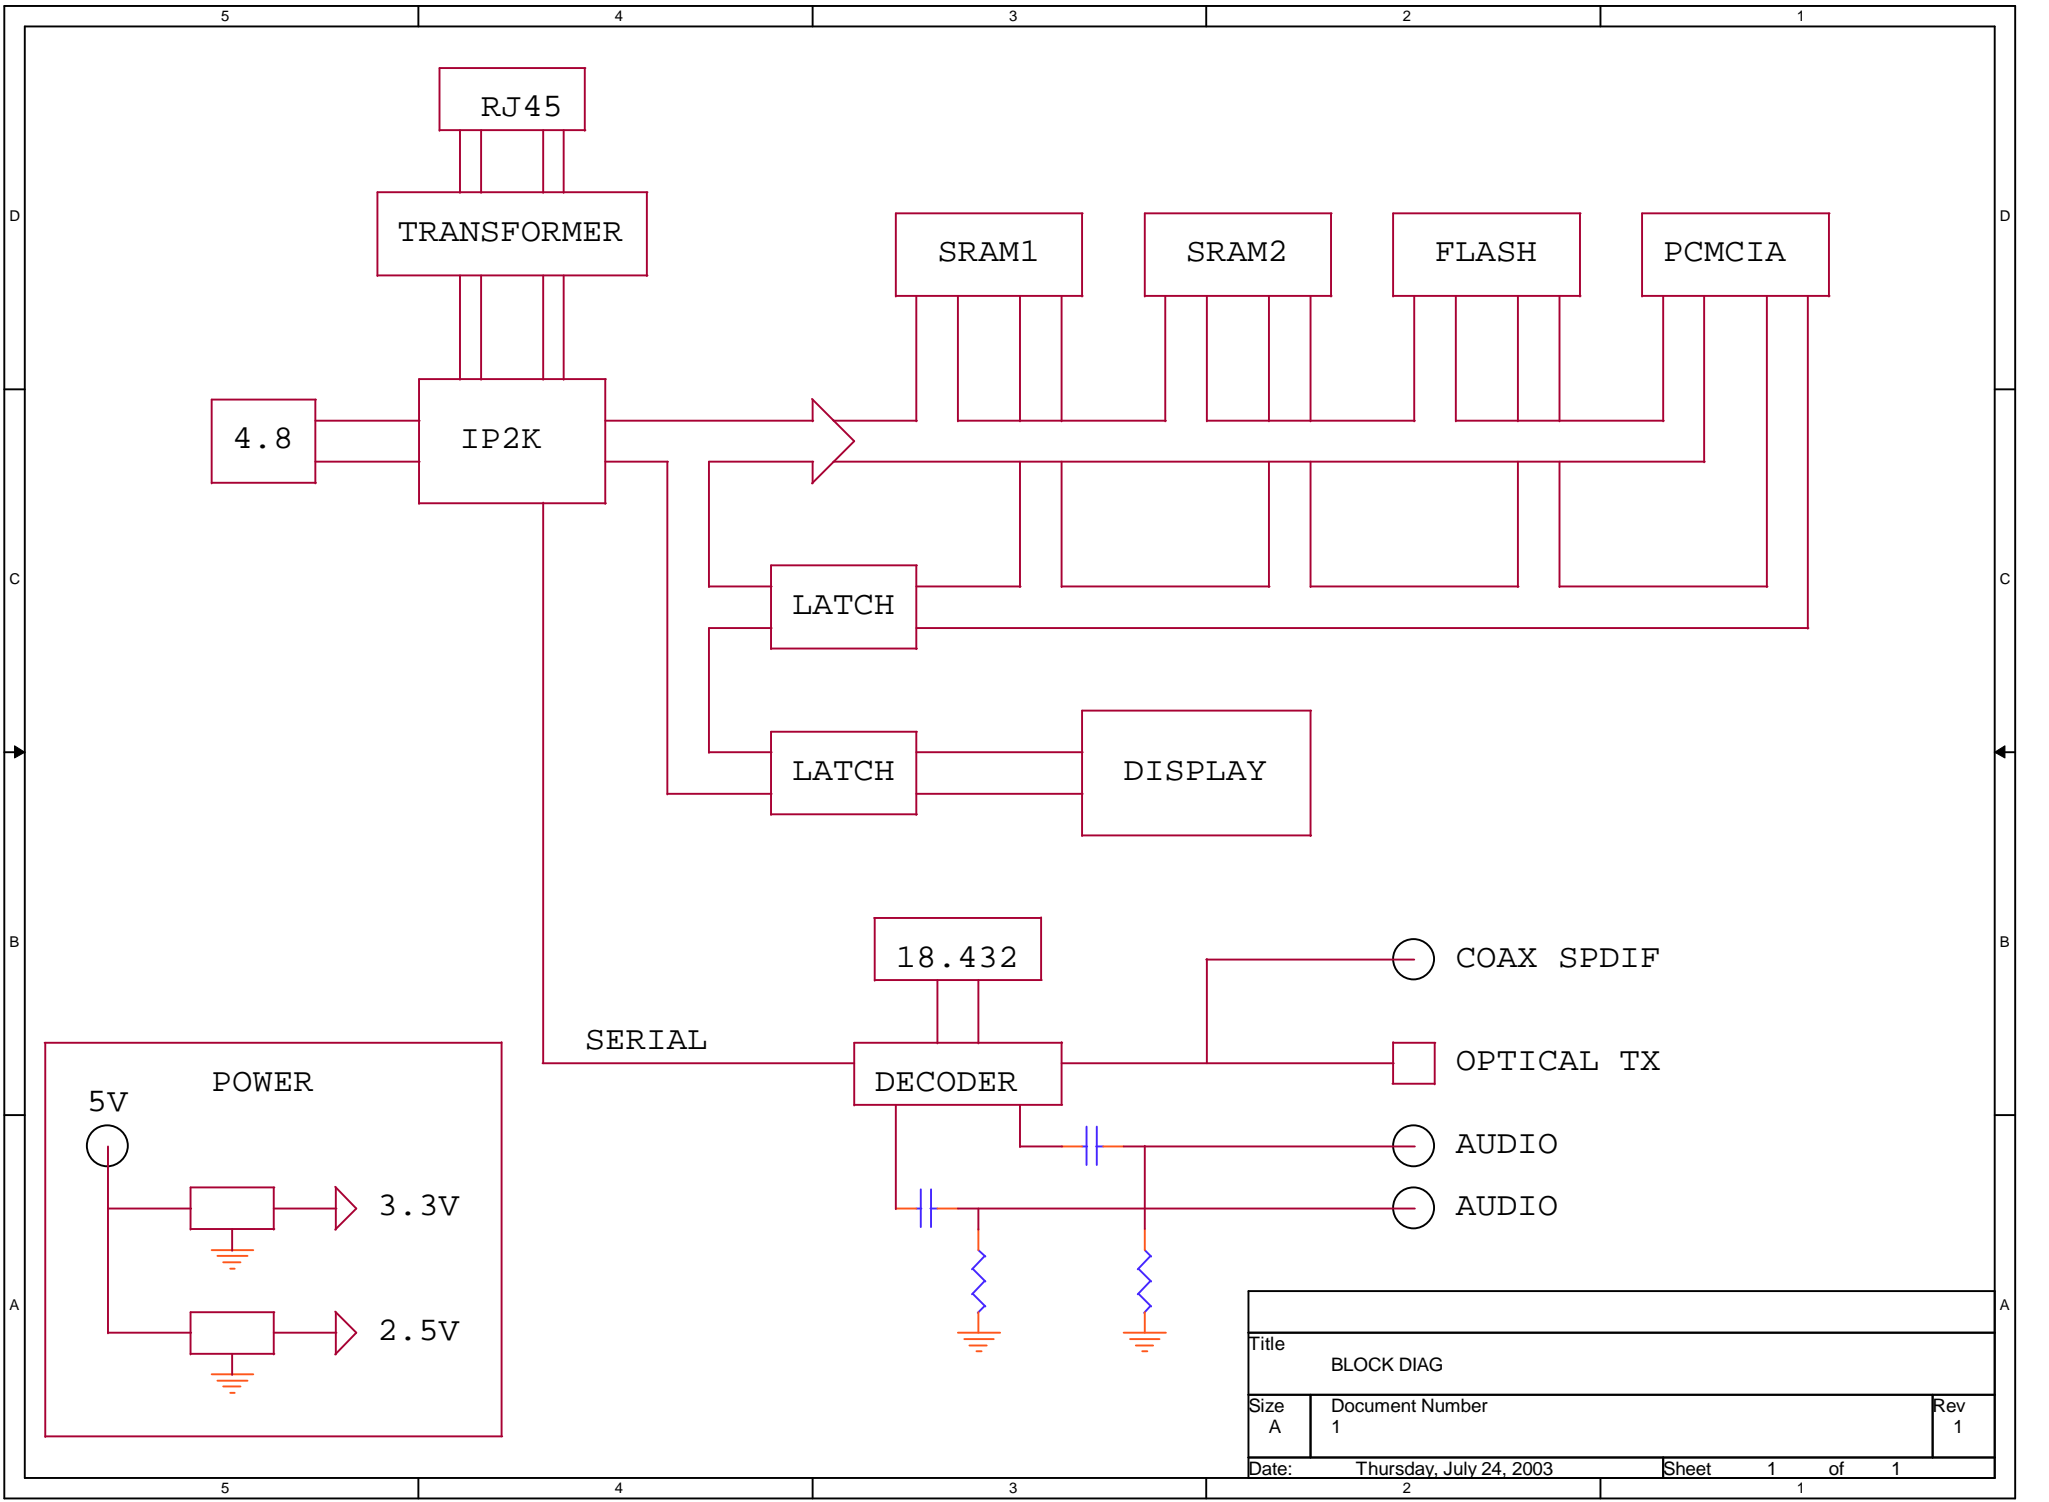 5 4 3 2 1
RJ45
D D
TRANSFORMER
SRAM1 SRAM2 FLASH PCMCIA
4.8 IP2K
C C
LATCH
LATCH DISPLAY
B B
18.432 COAX SPDIF
SERIAL
DECODER OPTICAL TX
POWER
5V
AUDIO
3.3V AUDIO
A A
2.5V
Title
BLOCK DIAG
Size Document Number Rev
A 1 1
Date: Thursday, July 24, 2003 Sheet 1 of 1
5 4 3 2 1